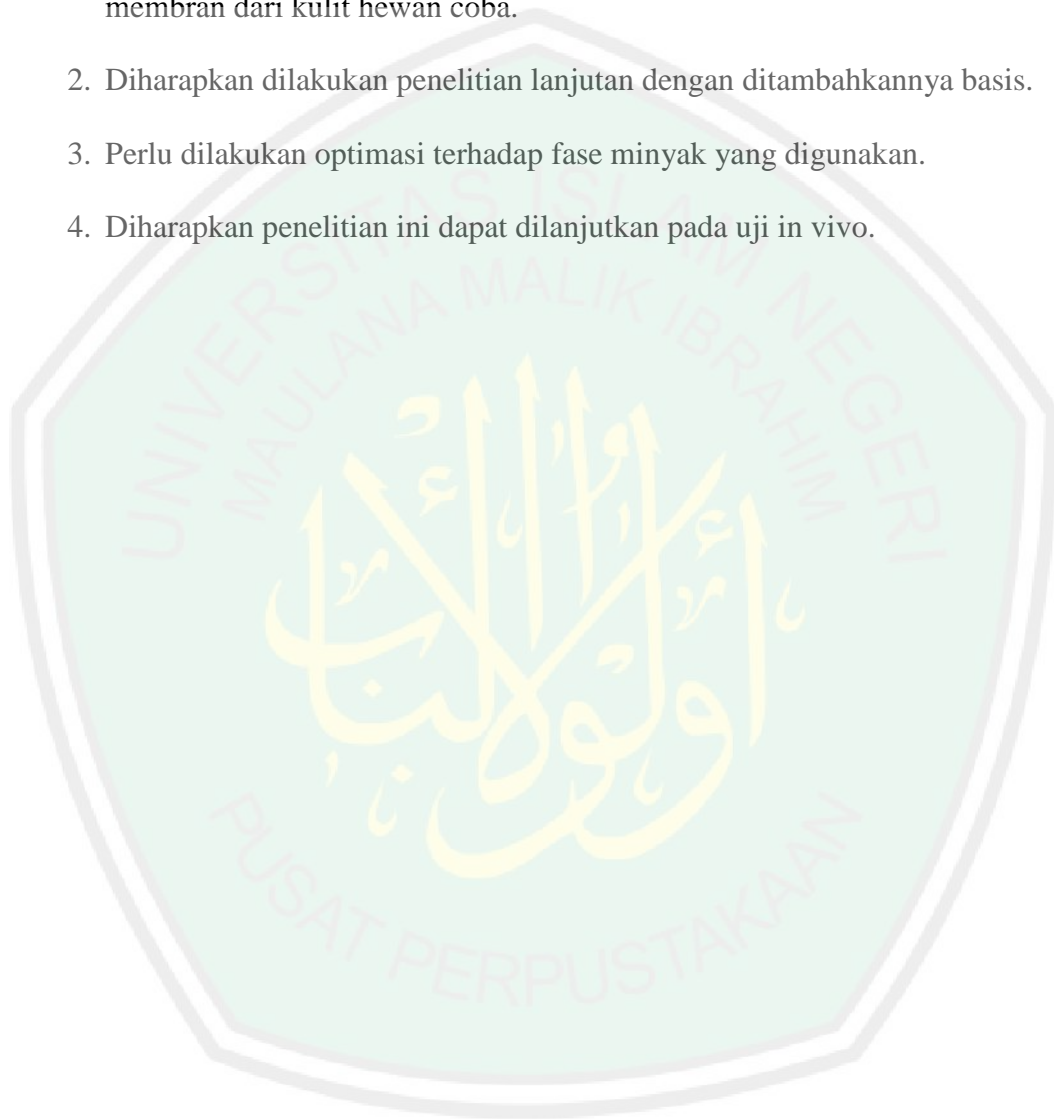 membran dari kulit hewan coba.
2. Diharapkan dilakukan penelitian lanjutan dengan ditambahkannya basis.
3. Perlu dilakukan optimasi terhadap fase minyak yang digunakan.
4. Diharapkan penelitian ini dapat dilanjutkan pada uji in vivo.
UNIVERSITAS ISLAM NEGERI
MAULANA MALIK IBRAHIM
أولوا الألباب
PUSAT PERPUSTAKAAN